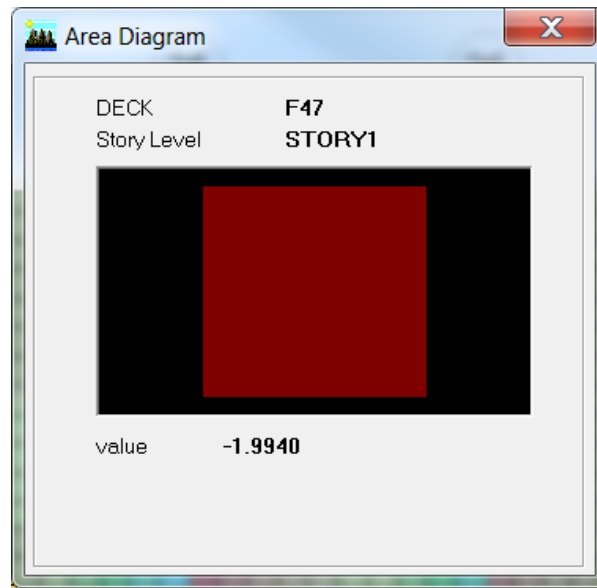 Area Diagram
DECK F47
Story Level STORY1
value -1.9940